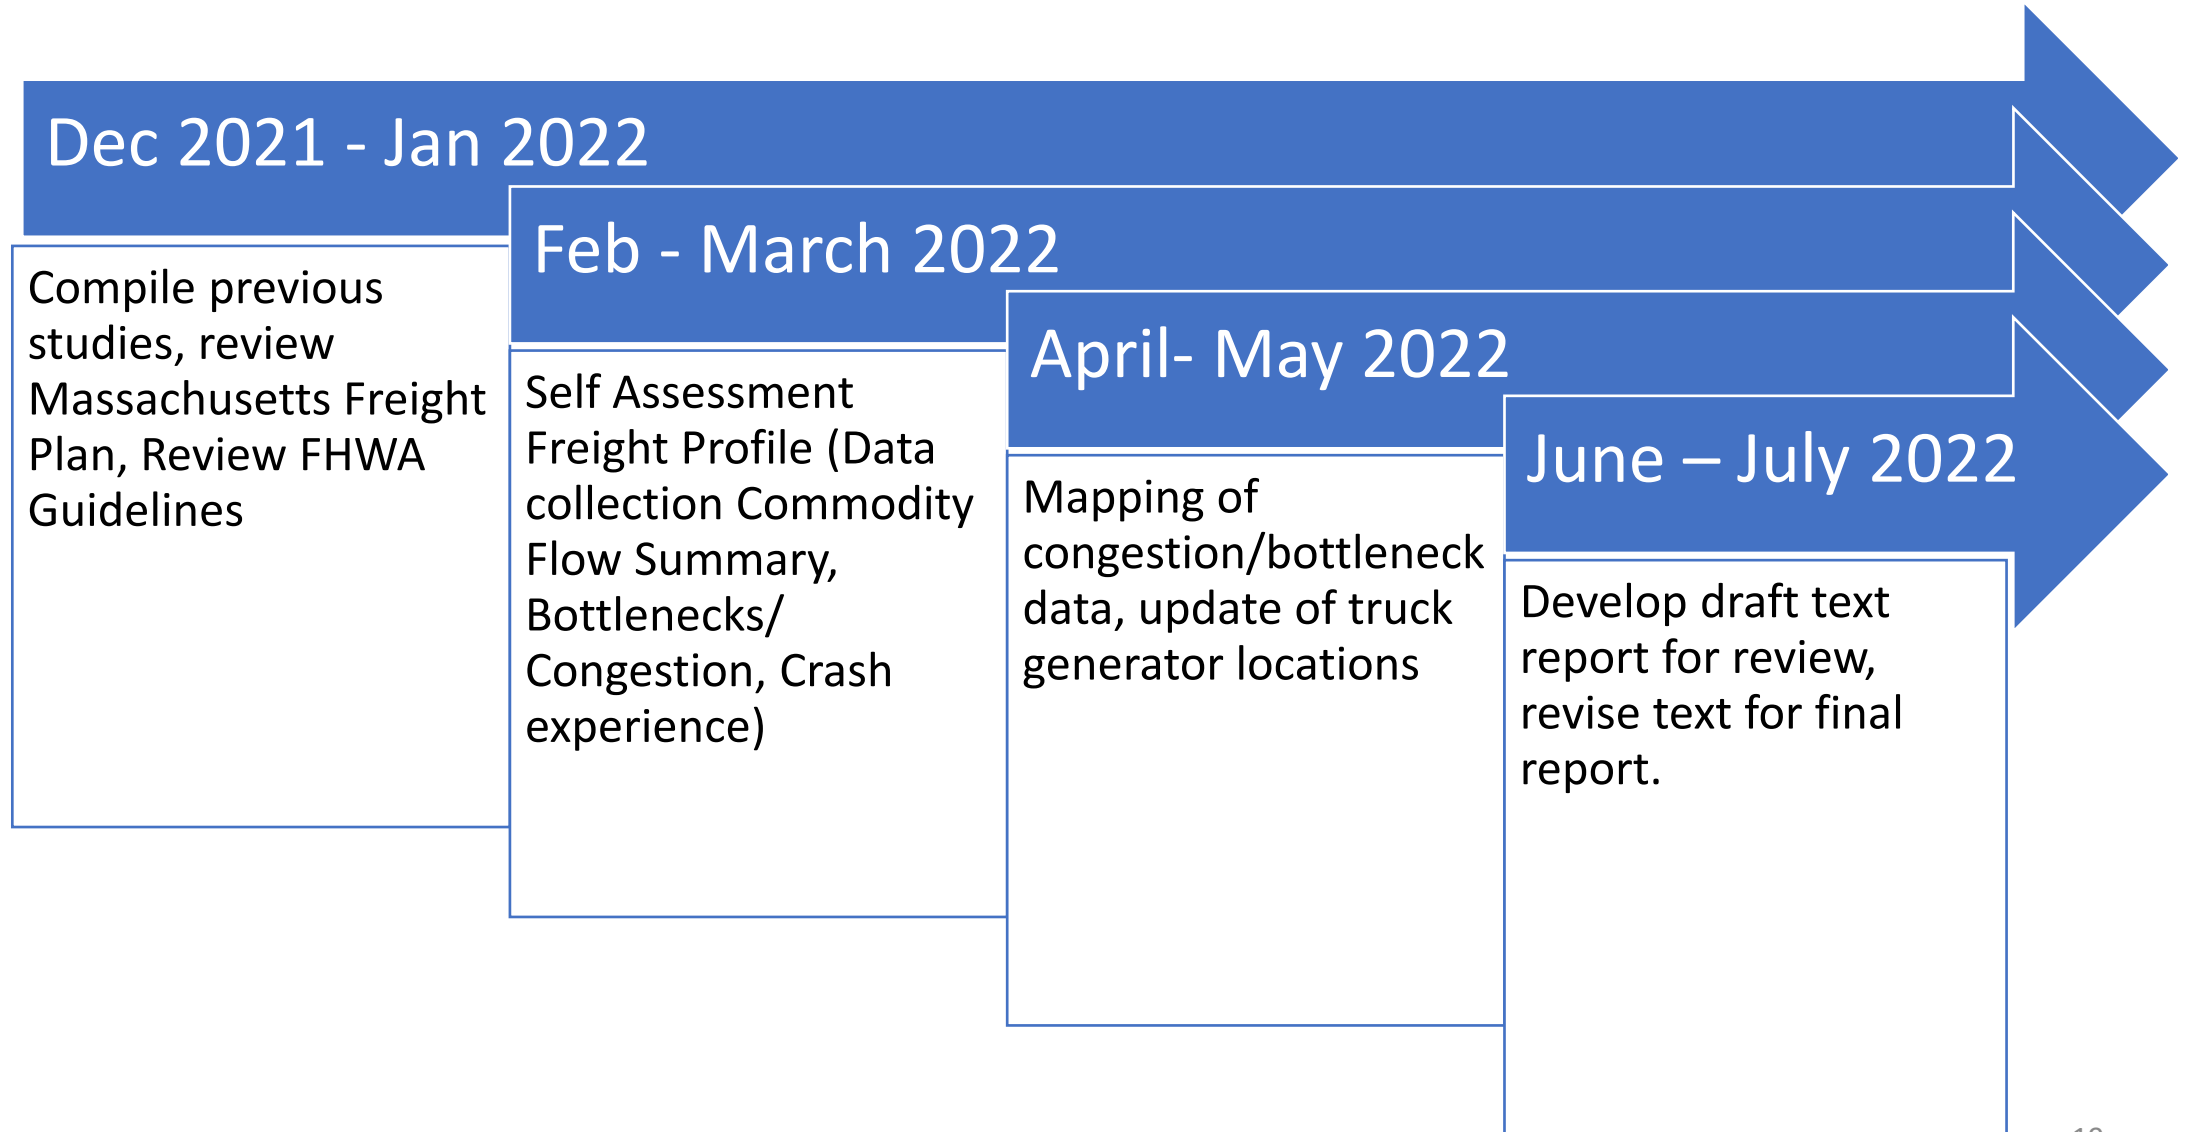 Dec 2021 - Jan 2022
Compile previous
studies, review
Massachusetts Freight
Plan, Review FHWA
Guidelines
Feb - March 2022
Self Assessment
Freight Profile (Data
collection Commodity
Flow Summary,
Bottlenecks/
Congestion, Crash
experience)
April- May 2022
Mapping of
congestion/bottleneck
data, update of truck
generator locations
June – July 2022
Develop draft text
report for review,
revise text for final
report.